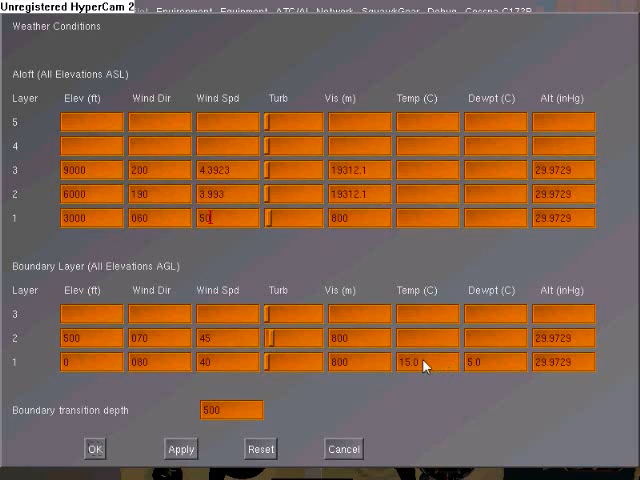 Unregistered HyperCam 2
Environment Equipment ATC/AI Network SquawkGear Debug Cessna C172P
Weather Conditions
Aloft (All Elevations ASL)
Layer Elev (ft) Wind Dir Wind Spd Turb Vis (m) Temp (C) Dewpt (C) Alt (inHg)
5
4
3 9000 200 4.3923 19312.1 29.9729
2 6000 190 3.993 19312.1 29.9729
1 3000 060 50 800 29.9729
Boundary Layer (All Elevations AGL)
Layer Elev (ft) Wind Dir Wind Spd Turb Vis (m) Temp (C) Dewpt (C) Alt (inHg)
3
2 500 070 45 800 29.9729
1 0 080 40 800 15.0 5.0 29.9729
Boundary transition depth 500
OK Apply Reset Cancel